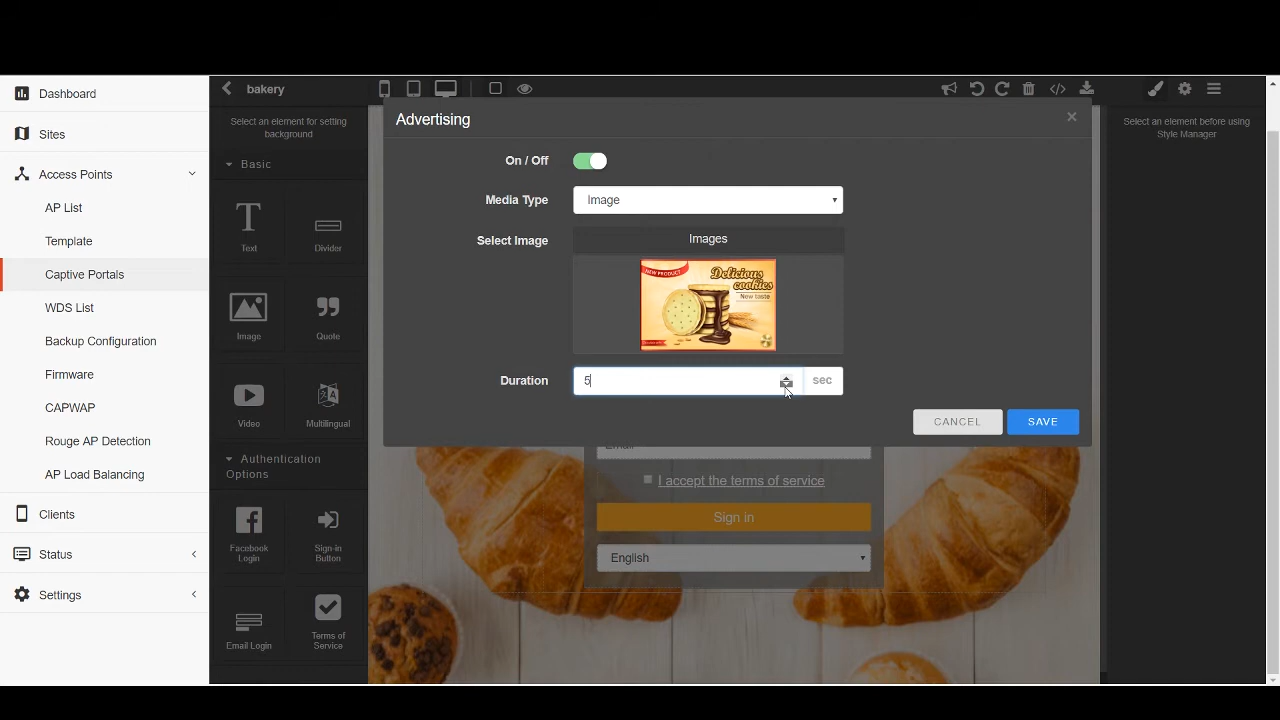 Dashboard
Sites
Access Points
AP List
Template
Captive Portals
WDS List
Backup Configuration
Firmware
CAPWAP
Rouge AP Detection
AP Load Balancing
Clients
Status
Settings
bakery
Select an element for setting
background
Basic
Text
Divider
Image
Quote
Video
Multilingual
Authentication
Options
Facebook
Login
Sign-in
Button
Email Login
Terms of
Service
Advertising
On / Off
Media Type
Image
Select Image
Images
NEW PRODUCT
Delicious
cookies
New taste
Duration
5
sec
CANCEL
SAVE
I accept the terms of service
Sign in
English
Select an element before using
Style Manager